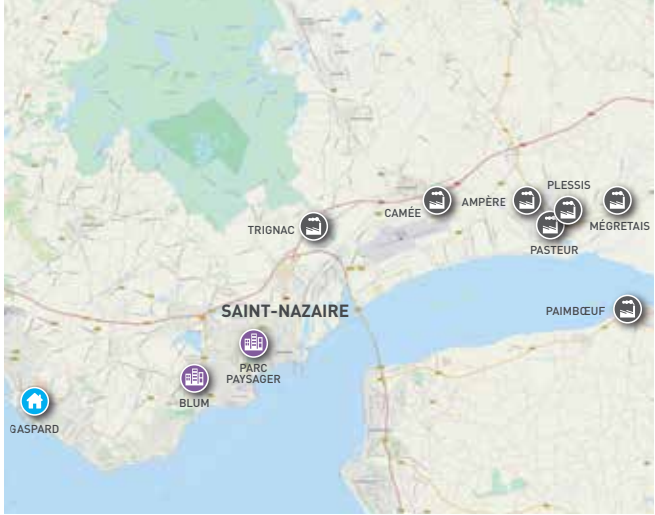 PLESSIS
CAMÉE
AMPÈRE
TRIGNAC
MÉGRETAIS
PASTEUR
SAINT-NAZAIRE
PAIMBŒUF
PARC
PAYSAGER
BLUM
GASPARD